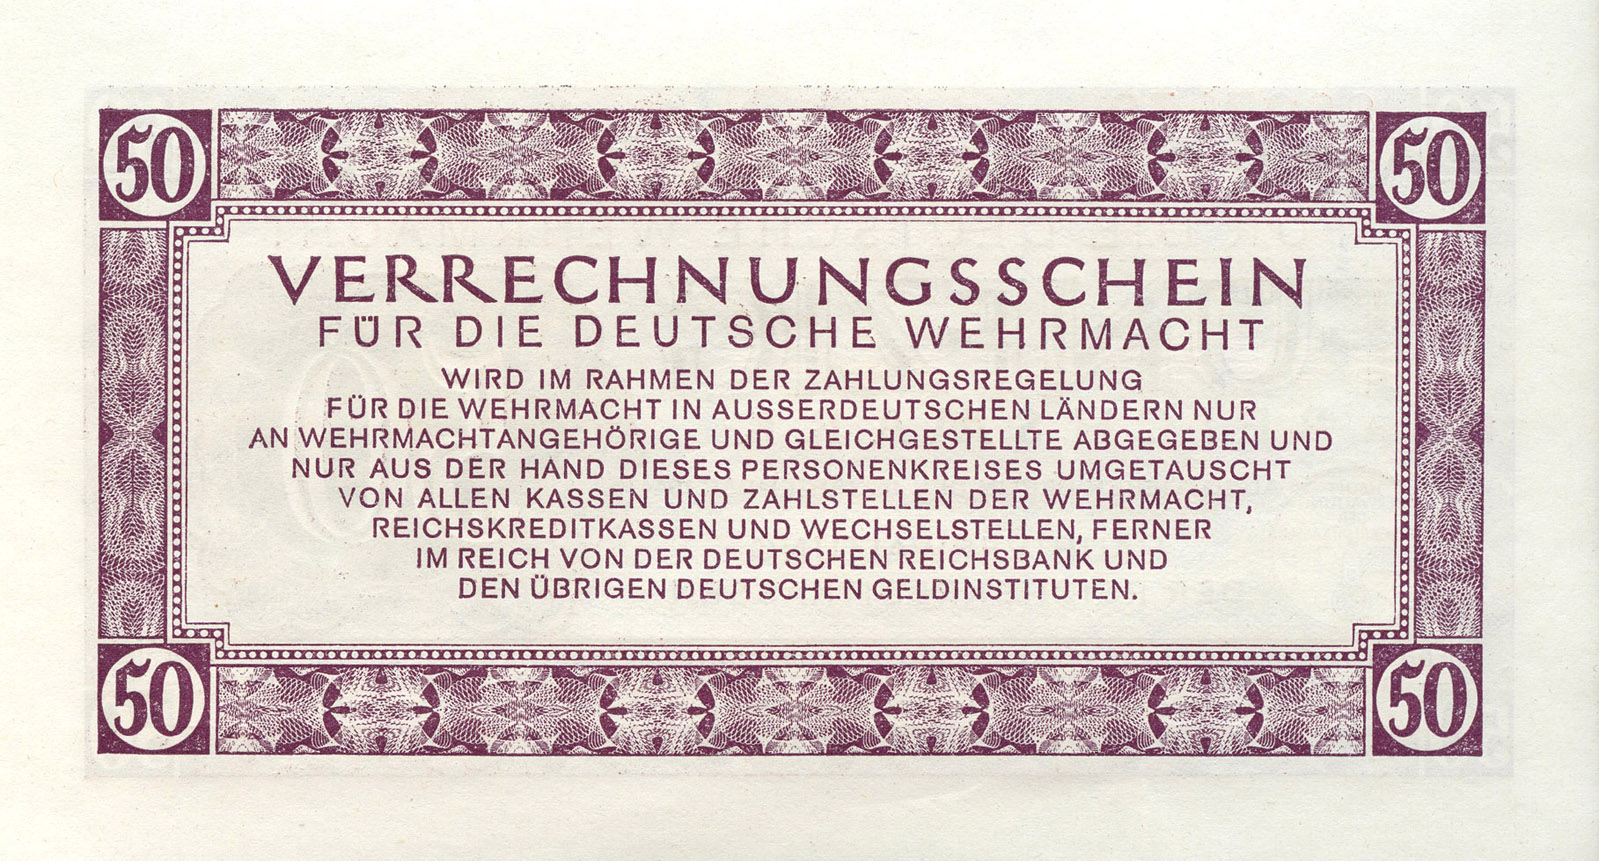 50 50
VERRECHNUNGSSCHEIN
FÜR DIE DEUTSCHE WEHRMACHT
WIRD IM RAHMEN DER ZAHLUNGSREGELUNG
FÜR DIE WEHRMACHT IN AUSSERDEUTSCHEN LÄNDERN NUR
AN WEHRMACHTANGEHÖRIGE UND GLEICHGESTELLTE ABGEGEBEN UND
NUR AUS DER HAND DIESES PERSONENKREISES UMGETAUSCHT
VON ALLEN KASSEN UND ZAHLSTELLEN DER WEHRMACHT,
REICHSKREDITKASSEN UND WECHSELSTELLEN, FERNER
IM REICH VON DER DEUTSCHEN REICHSBANK UND
DEN ÜBRIGEN DEUTSCHEN GELDINSTITUTEN.
50 50